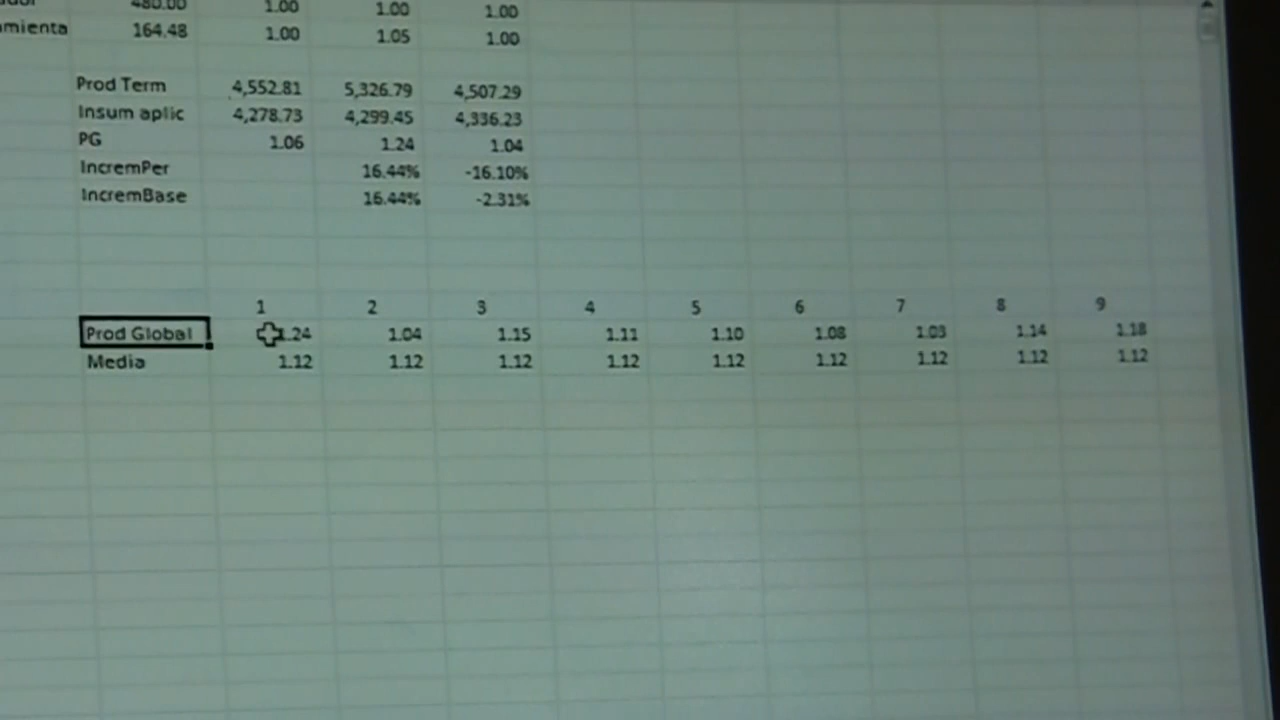 480.00 1.00 1.00 1.00
amienta 164.48 1.00 1.05 1.00
Prod Term 4,552.81 5,326.79 4,507.29
Insum aplic 4,278.73 4,299.45 4,336.23
PG 1.06 1.24 1.04
IncremPer 16.44% -16.10%
IncremBase 16.44% -2.31%
1 2 3 4 5 6 7 8 9
Prod Global 1.24 1.04 1.15 1.11 1.10 1.08 1.03 1.14 1.18
Media 1.12 1.12 1.12 1.12 1.12 1.12 1.12 1.12 1.12